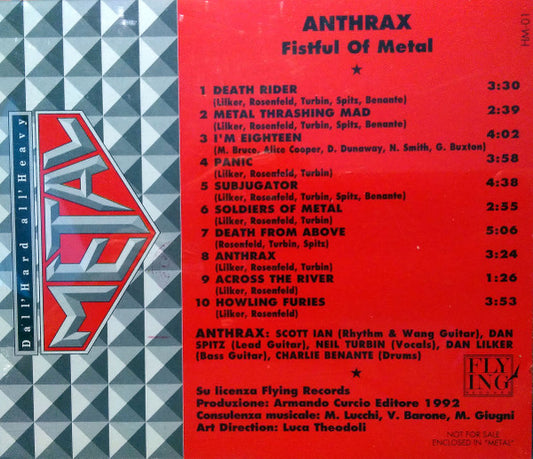 Dall' Hard all' Heavy
METAL
HM-01
ANTHRAX
Fistful Of Metal
1 DEATH RIDER 3:30
(Lilker, Rosenfeld, Turbin, Spitz, Benante)
2 METAL THRASHING MAD 2:39
(Lilker, Rosenfeld, Turbin, Spitz, Benante)
3 I'M EIGHTEEN 4:02
(M. Bruce, Alice Cooper, D. Dunaway, N. Smith, G. Buxton)
4 PANIC 3:58
(Lilker, Rosenfeld, Turbin)
5 SUBJUGATOR 4:38
(Lilker, Rosenfeld, Turbin, Spitz, Benante)
6 SOLDIERS OF METAL 2:55
(Lilker, Rosenfeld, Turbin)
7 DEATH FROM ABOVE 5:06
(Rosenfeld, Turbin, Spitz)
8 ANTHRAX 3:24
(Lilker, Rosenfeld, Turbin)
9 ACROSS THE RIVER 1:26
(Lilker, Rosenfeld)
10 HOWLING FURIES 3:53
(Lilker, Rosenfeld)
ANTHRAX: SCOTT IAN (Rhythm & Wang Guitar), DAN
SPITZ (Lead Guitar), NEIL TURBIN (Vocals), DAN LILKER
(Bass Guitar), CHARLIE BENANTE (Drums)
FLY
ING
RECORDS
Su licenza Flying Records
Produzione: Armando Curcio Editore 1992
Consulenza musicale: M. Lucchi, V. Barone, M. Giugni
Art Direction: Luca Theodoli
NOT FOR SALE
ENCLOSED IN "METAL"